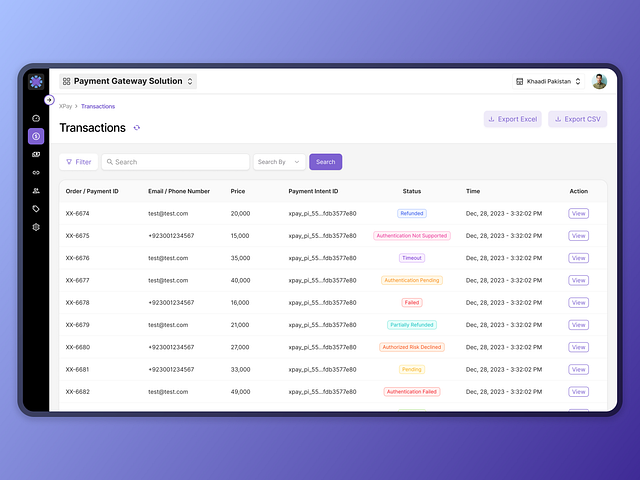 Payment Gateway Solution
Khaadi Pakistan
XPay > Transactions
Transactions
Export Excel
Export CSV
Filter
Search
Search By
Search
Order / Payment ID Email / Phone Number Price Payment Intent ID Status Time Action
XX-6674 test@test.com 20,000 xpay_pi_55...fdb3577e80 Refunded Dec, 28, 2023 - 3:32:02 PM View
XX-6675 +923001234567 15,000 xpay_pi_55...fdb3577e80 Authentication Not Supported Dec, 28, 2023 - 3:32:02 PM View
XX-6676 test@test.com 35,000 xpay_pi_55...fdb3577e80 Timeout Dec, 28, 2023 - 3:32:02 PM View
XX-6677 test@test.com 40,000 xpay_pi_55...fdb3577e80 Authentication Pending Dec, 28, 2023 - 3:32:02 PM View
XX-6678 +923001234567 16,000 xpay_pi_55...fdb3577e80 Failed Dec, 28, 2023 - 3:32:02 PM View
XX-6679 test@test.com 21,000 xpay_pi_55...fdb3577e80 Partially Refunded Dec, 28, 2023 - 3:32:02 PM View
XX-6680 +923001234567 27,000 xpay_pi_55...fdb3577e80 Authorized Risk Declined Dec, 28, 2023 - 3:32:02 PM View
XX-6681 +923001234567 33,000 xpay_pi_55...fdb3577e80 Pending Dec, 28, 2023 - 3:32:02 PM View
XX-6682 test@test.com 49,000 xpay_pi_55...fdb3577e80 Authentication Failed Dec, 28, 2023 - 3:32:02 PM View